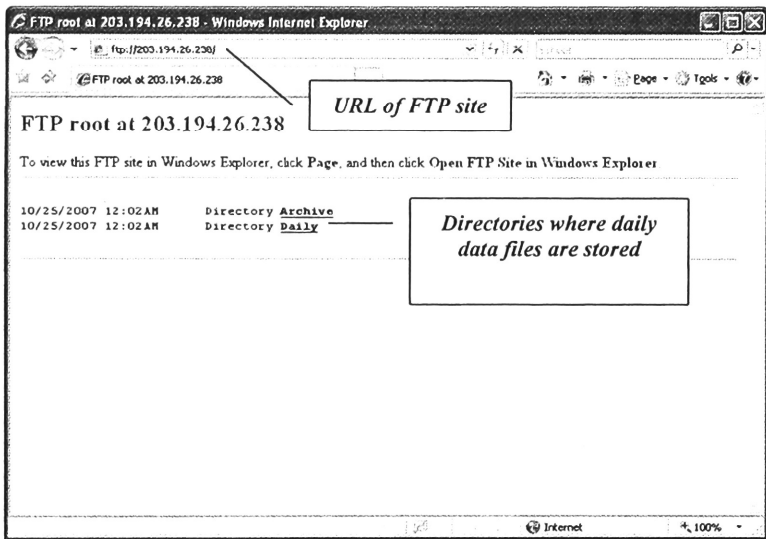 FTP root at 203.194.26.238 - Windows Internet Explorer
ftp://203.194.26.238/
FTP root at 203.194.26.238
Page
Tools
URL of FTP site
FTP root at 203.194.26.238
To view this FTP site in Windows Explorer, click Page, and then click Open FTP Site in Windows Explorer.
10/25/2007 12:02AM Directory Archive
10/25/2007 12:02AM Directory Daily
Directories where daily
data files are stored
Internet
100%